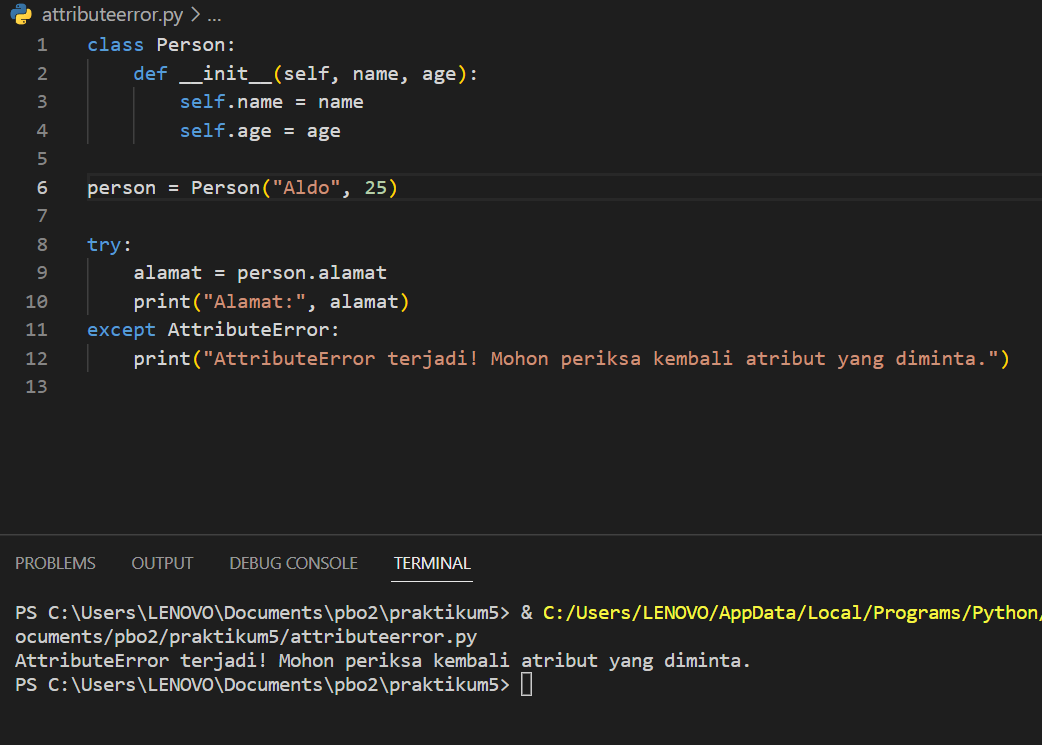 attributeerror.py > ...
1 class Person:
2     def __init__(self, name, age):
3         self.name = name
4         self.age = age
5
6 person = Person("Aldo", 25)
7
8 try:
9     alamat = person.alamat
10     print("Alamat:", alamat)
11 except AttributeError:
12     print("AttributeError terjadi! Mohon periksa kembali atribut yang diminta.")
13
PROBLEMS OUTPUT DEBUG CONSOLE TERMINAL
PS C:\Users\LENOVO\Documents\pbo2\praktikum5> & C:/Users/LENOVO/AppData/Local/Programs/Python/
ocuments/pbo2/praktikum5/attributeerror.py
AttributeError terjadi! Mohon periksa kembali atribut yang diminta.
PS C:\Users\LENOVO\Documents\pbo2\praktikum5>